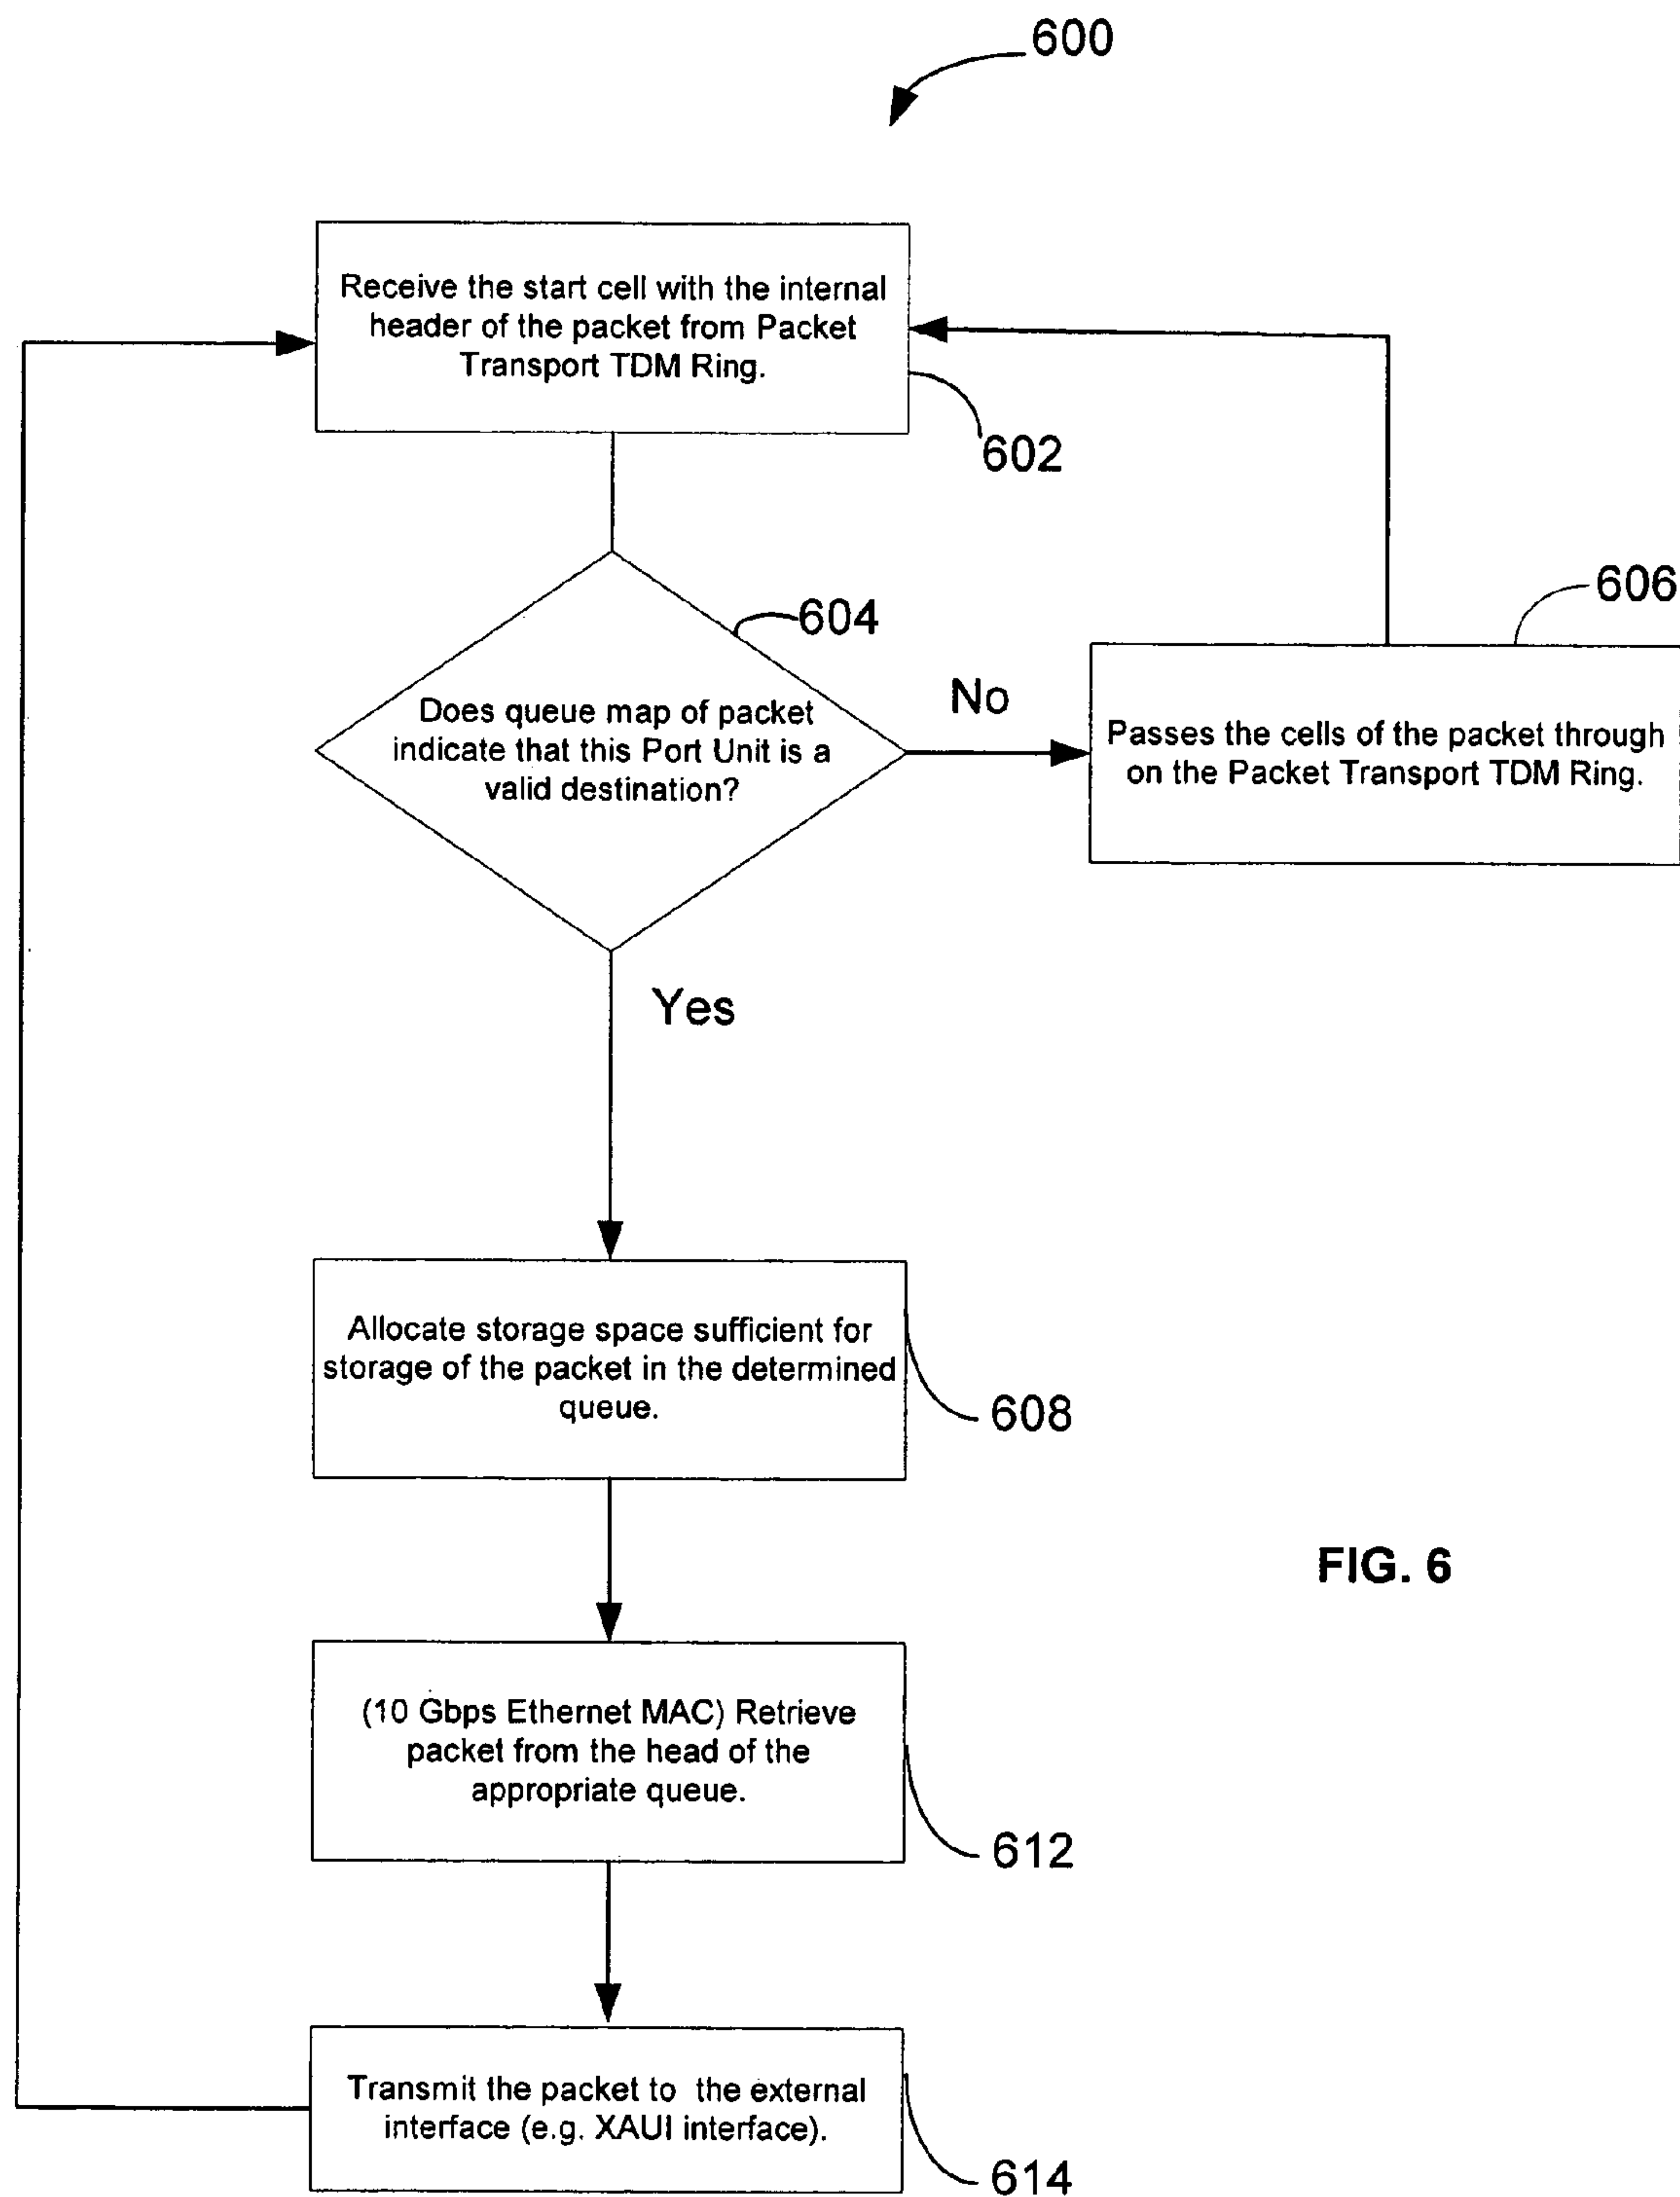 600
Receive the start cell with the internal
header of the packet from Packet
Transport TDM Ring.
602
604
Does queue map of packet
indicate that this Port Unit is a
valid destination?
No
606
Passes the cells of the packet through
on the Packet Transport TDM Ring.
Yes
Allocate storage space sufficient for
storage of the packet in the determined
queue.
608
FIG. 6
(10 Gbps Ethernet MAC) Retrieve
packet from the head of the
appropriate queue.
612
Transmit the packet to the external
interface (e.g. XAUI interface).
614